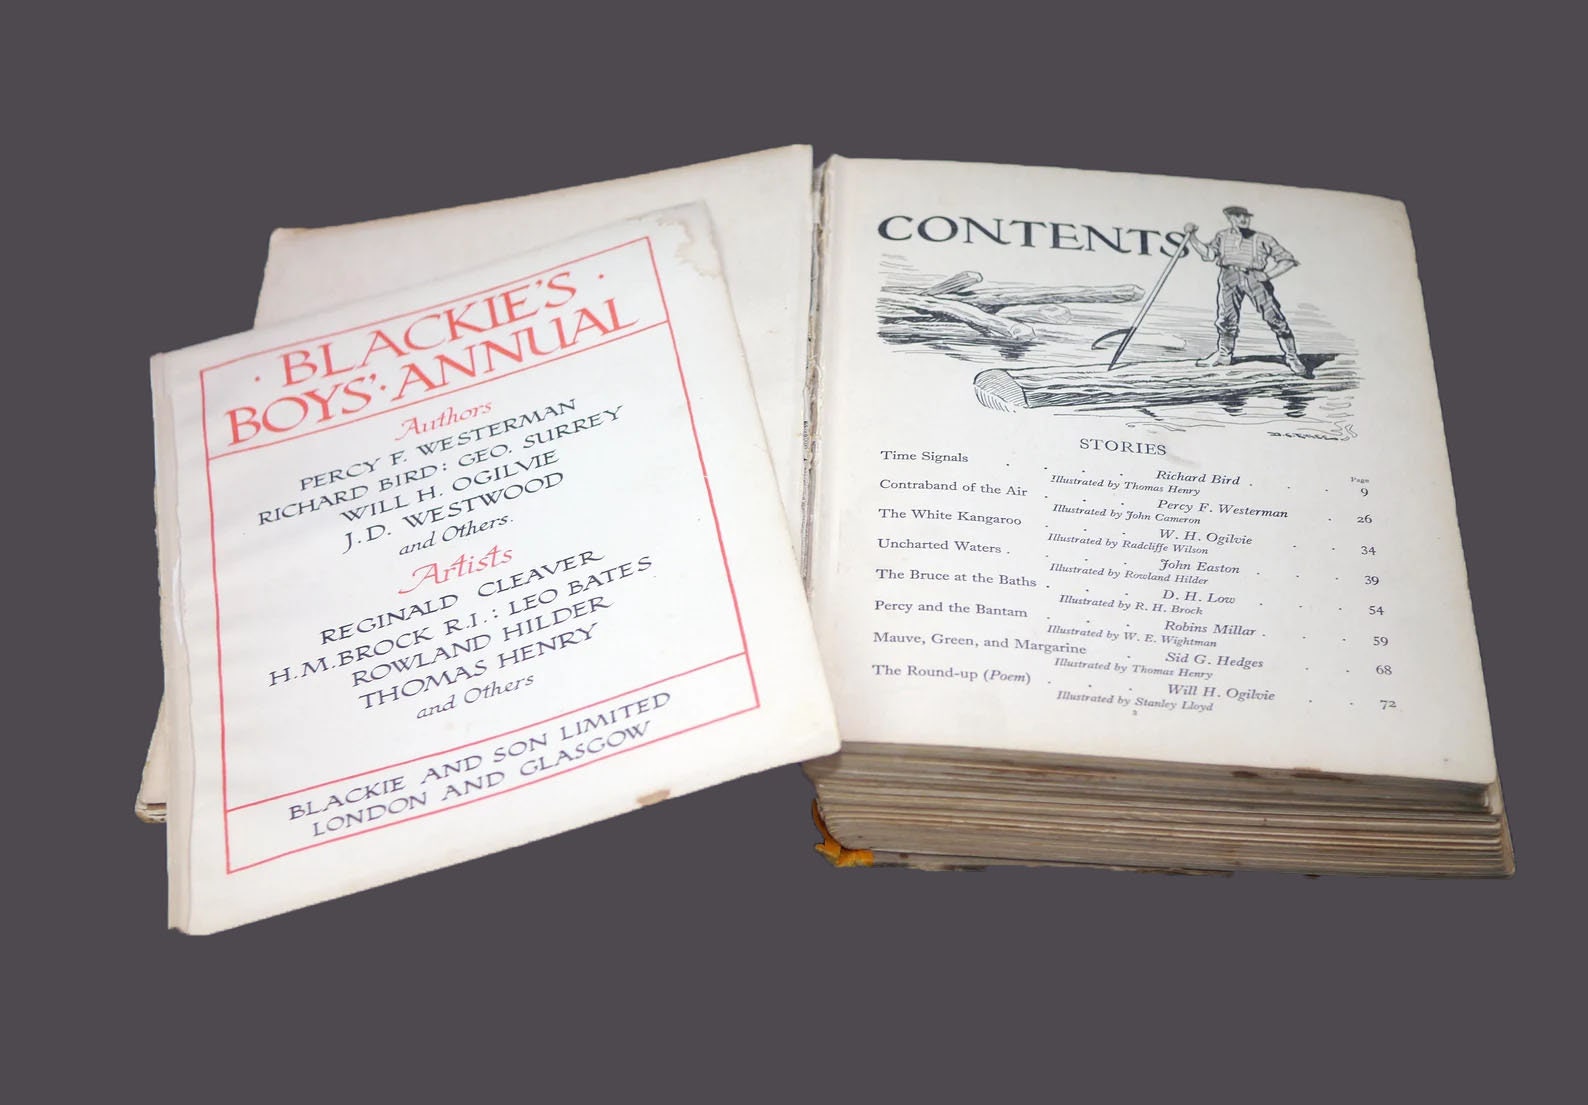 · BLACKIE'S ·
BOYS'·ANNUAL
Authors
PERCY F. WESTERMAN
RICHARD BIRD: GEO. SURREY
WILL H. OGILVIE
J.D. WESTWOOD
and Others.
Artists
REGINALD CLEAVER
H.M.BROCK R.I.: LEO BATES
ROWLAND HILDER
THOMAS HENRY
and Others
BLACKIE AND SON LIMITED
LONDON AND GLASGOW
CONTENTS
STORIES
Page
Time Signals . . . . Richard Bird . . . 9
Illustrated by Thomas Henry
Contraband of the Air . . . Percy F. Westerman . 26
Illustrated by John Cameron
The White Kangaroo . . . W. H. Ogilvie . . 34
Illustrated by Radcliffe Wilson
Uncharted Waters . . . . John Easton . . . 39
Illustrated by Rowland Hilder
The Bruce at the Baths . . . D. H. Low . . . 54
Illustrated by R. H. Brock
Percy and the Bantam . . . Robins Millar . . . 59
Illustrated by W. E. Wightman
Mauve, Green, and Margarine . Sid G. Hedges . . 68
Illustrated by Thomas Henry
The Round-up (Poem) . . . Will H. Ogilvie . . 72
Illustrated by Stanley Lloyd
2